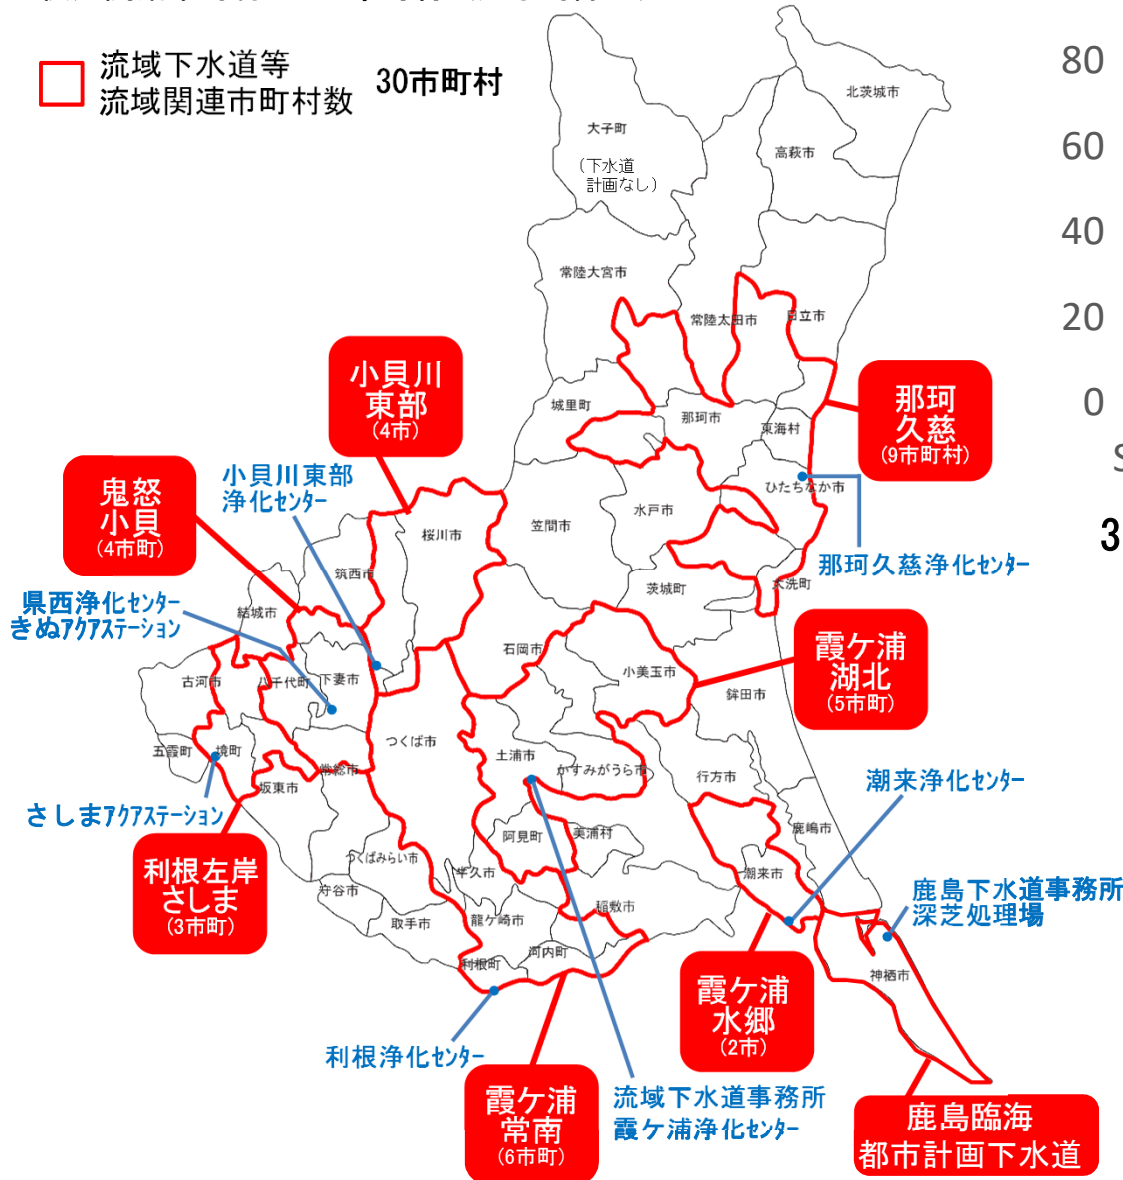 流域下水道等
流域関連市町村数
30市町村
80
60
40
20
0
S
3
北茨城市
大子町
(下水道
計画なし)
高萩市
常陸大宮市
常陸太田市
日立市
小貝川
東部
(4市)
城里町
那珂市
東海村
那珂
久慈
(9市町村)
小貝川東部
浄化センター
鬼怒
小貝
(4市町)
ひたちなか市
水戸市
笠間市
桜川市
筑西市
那珂久慈浄化センター
大洗町
茨城町
県西浄化センター
きぬアクアステーション
結城市
石岡市
小美玉市
霞ケ浦
湖北
(5市町)
古河市
八千代町
下妻市
鉾田市
つくば市
五霞町
境町
土浦市
かすみがうら市
行方市
常総市
坂東市
潮来浄化センター
さしまアクアステーション
鹿嶋市
阿見町
美浦村
利根左岸
さしま
(3市町)
つくばみらい市
牛久市
潮来市
守谷市
取手市
龍ケ崎市
稲敷市
鹿島下水道事務所
深芝処理場
河内町
利根町
神栖市
霞ケ浦
水郷
(2市)
利根浄化センター
霞ケ浦
常南
(6市町)
流域下水道事務所
霞ケ浦浄化センター
鹿島臨海
都市計画下水道